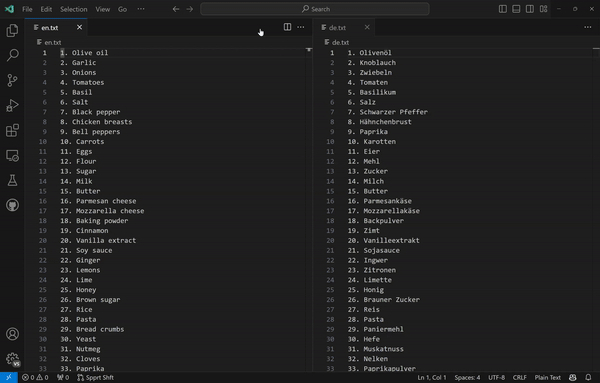 File Edit Selection View Go ··· Search
en.txt
en.txt
1 1. Olive oil
2 2. Garlic
3 3. Onions
4 4. Tomatoes
5 5. Basil
6 6. Salt
7 7. Black pepper
8 8. Chicken breasts
9 9. Bell peppers
10 10. Carrots
11 11. Eggs
12 12. Flour
13 13. Sugar
14 14. Milk
15 15. Butter
16 16. Parmesan cheese
17 17. Mozzarella cheese
18 18. Baking powder
19 19. Cinnamon
20 20. Vanilla extract
21 21. Soy sauce
22 22. Ginger
23 23. Lemons
24 24. Lime
25 25. Honey
26 26. Brown sugar
27 27. Rice
28 28. Pasta
29 29. Bread crumbs
30 30. Yeast
31 31. Nutmeg
32 32. Cloves
33 33. Paprika
de.txt
de.txt
1 1. Olivenöl
2 2. Knoblauch
3 3. Zwiebeln
4 4. Tomaten
5 5. Basilikum
6 6. Salz
7 7. Schwarzer Pfeffer
8 8. Hähnchenbrust
9 9. Paprika
10 10. Karotten
11 11. Eier
12 12. Mehl
13 13. Zucker
14 14. Milch
15 15. Butter
16 16. Parmesankäse
17 17. Mozzarellakäse
18 18. Backpulver
19 19. Zimt
20 20. Vanilleextrakt
21 21. Sojasauce
22 22. Ingwer
23 23. Zitronen
24 24. Limette
25 25. Honig
26 26. Brauner Zucker
27 27. Reis
28 28. Pasta
29 29. Paniermehl
30 30. Hefe
31 31. Muskatnuss
32 32. Nelken
33 33. Paprikapulver
0 0 0 Spprt Shft Ln 1, Col 1 Spaces: 4 UTF-8 CRLF Plain Text